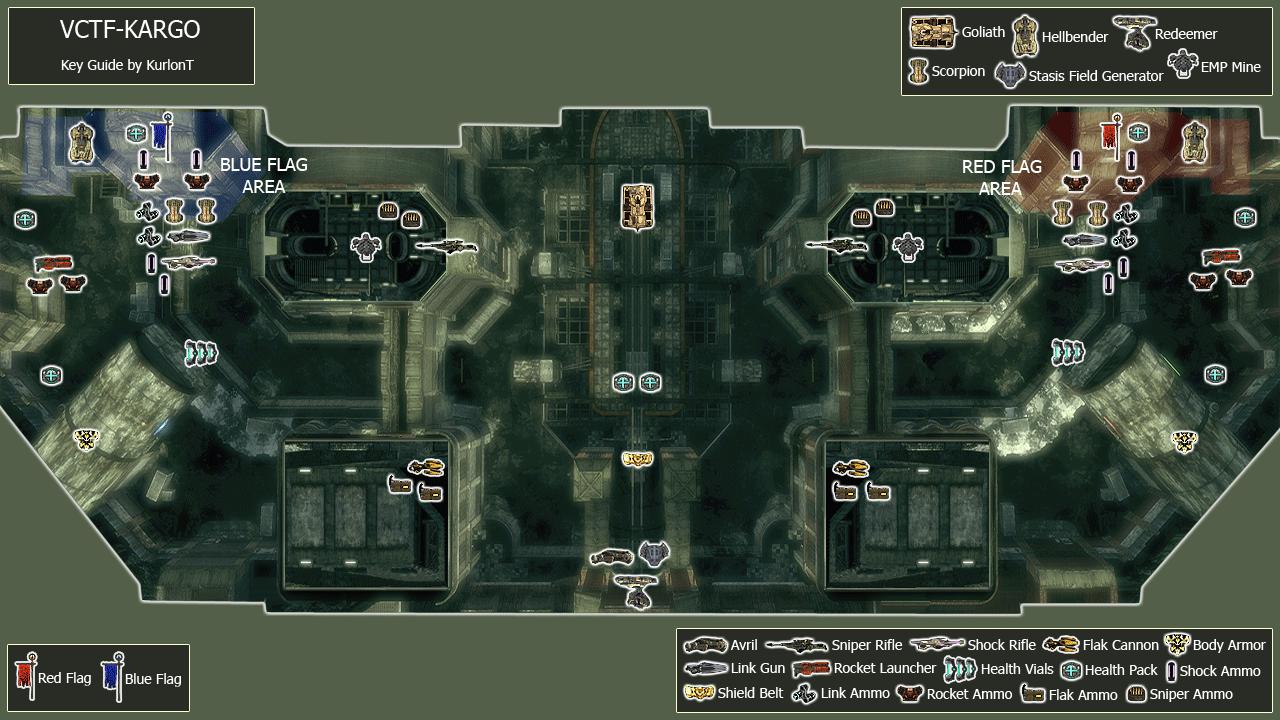 VCTF-KARGO
Key Guide by KurlonT
Goliath
Hellbender
Redeemer
Scorpion
Stasis Field Generator
EMP Mine
BLUE FLAG
AREA
RED FLAG
AREA
Red Flag
Blue Flag
Avril
Sniper Rifle
Shock Rifle
Flak Cannon
Body Armor
Link Gun
Rocket Launcher
Health Vials
Health Pack
Shock Ammo
Shield Belt
Link Ammo
Rocket Ammo
Flak Ammo
Sniper Ammo